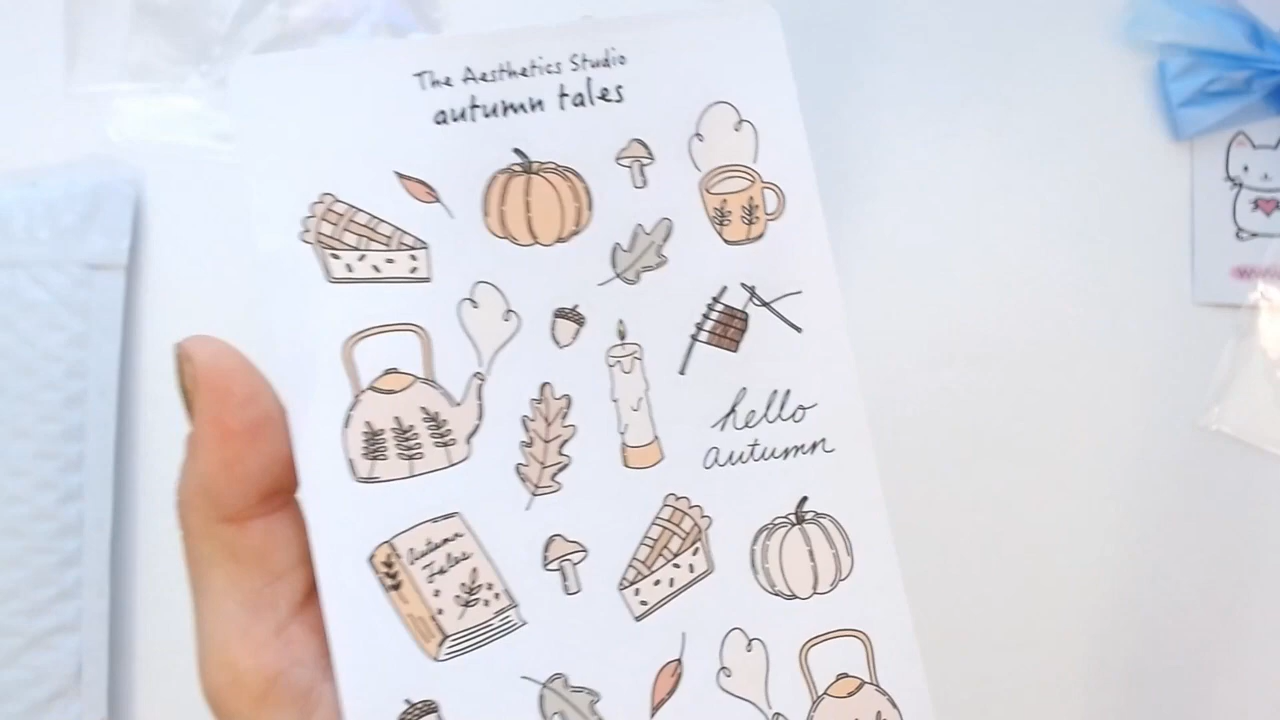 The Aesthetics Studio
autumn tales
hello
autumn
Autumn
Tales